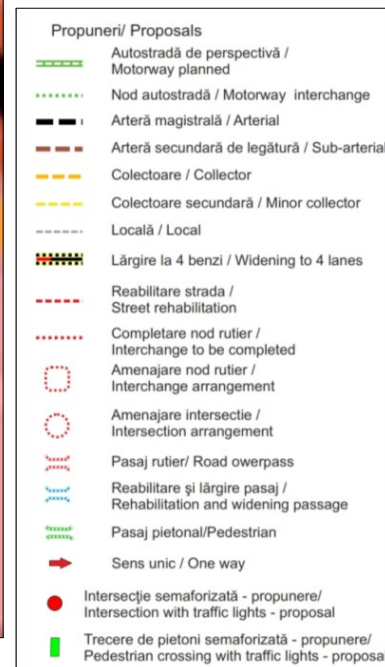 Propuneri/ Proposals
Autostradă de perspectivă /
Motorway planned
Nod autostradă / Motorway interchange
Arteră magistrală / Arterial
Arteră secundară de legătură / Sub-arterial
Colectoare / Collector
Colectoare secundară / Minor collector
Locală / Local
Lărgire la 4 benzi / Widening to 4 lanes
Reabilitare strada /
Street rehabilitation
Completare nod rutier /
Interchange to be completed
Amenajare nod rutier /
Interchange arrangement
Amenajare intersectie /
Intersection arrangement
Pasaj rutier/ Road owerpass
Reabilitare şi lărgire pasaj /
Rehabilitation and widening passage
Pasaj pietonal/Pedestrian
Sens unic / One way
Intersecţie semaforizată - propunere/
Intersection with traffic lights - proposal
Trecere de pietoni semaforizată - propunere/
Pedestrian crossing with traffic lights - proposa